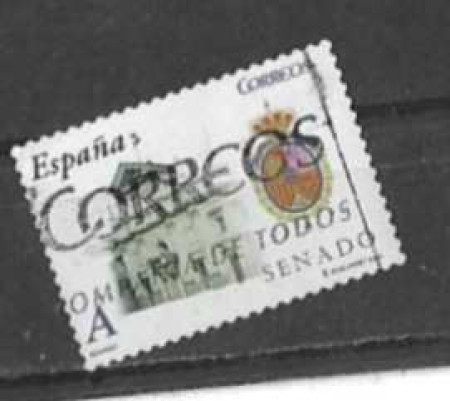 España
CORREOS
CORREOS
DE TODOS
SENADO
A